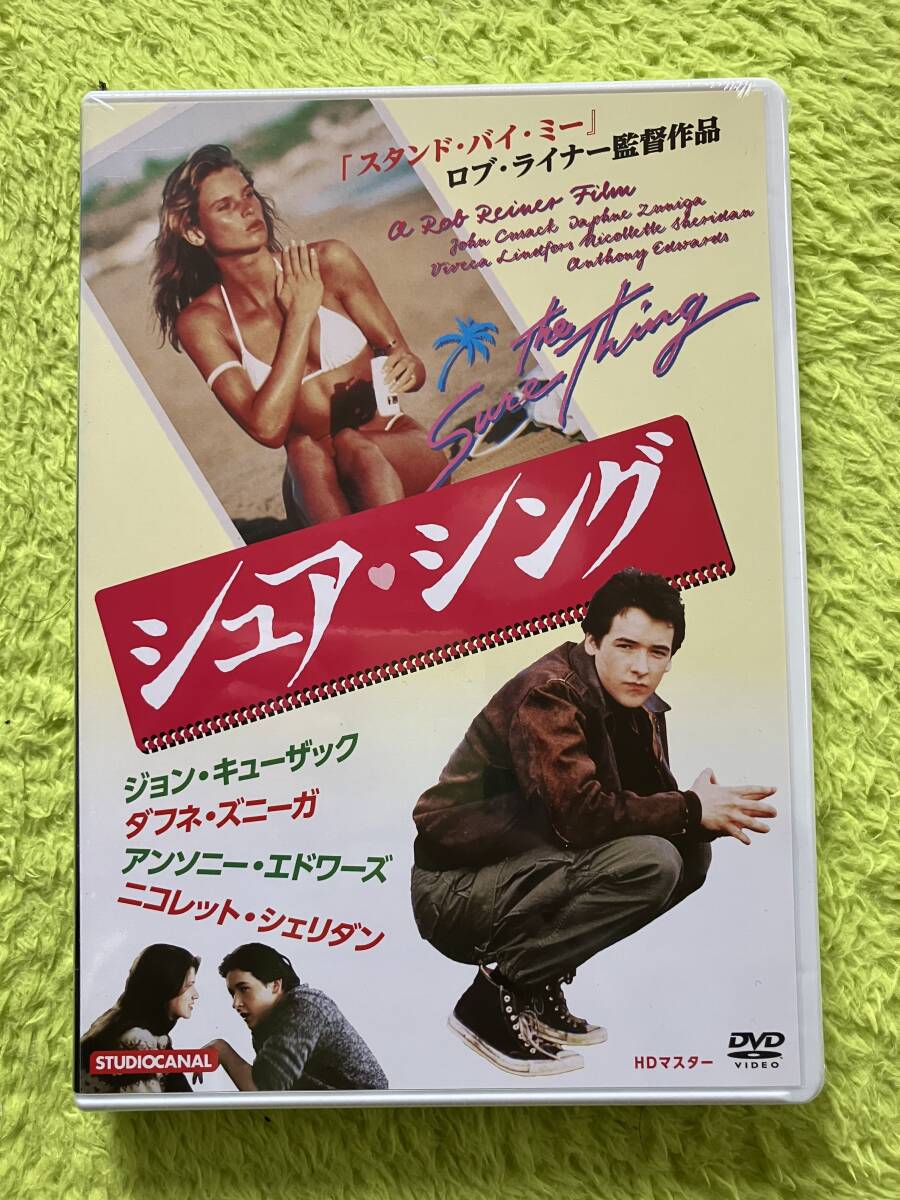 「スタンド・バイ・ミー』
ロブ・ライナー監督作品
A Rob Reiner Film
John Cusack Daphne Zuniga
Viveca Lindfors Nicollette Sheridan
Anthony Edwards
The
Sure Thing
シュア・シング
ジョン・キューザック
ダフネ・ズニーガ
アンソニー・エドワーズ
ニコレット・シェリダン
STUDIOCANAL
HDマスター
DVD
VIDEO